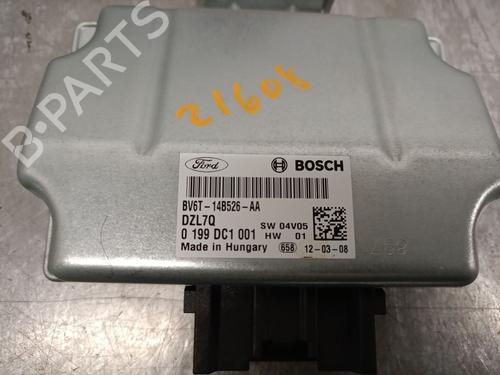 B-PARTS
21608
Ford
BOSCH
BV6T-14B526-AA
DZL7Q
SW 04V05
0 199 DC1 001
HW 01
Made in Hungary
658
12-03-08